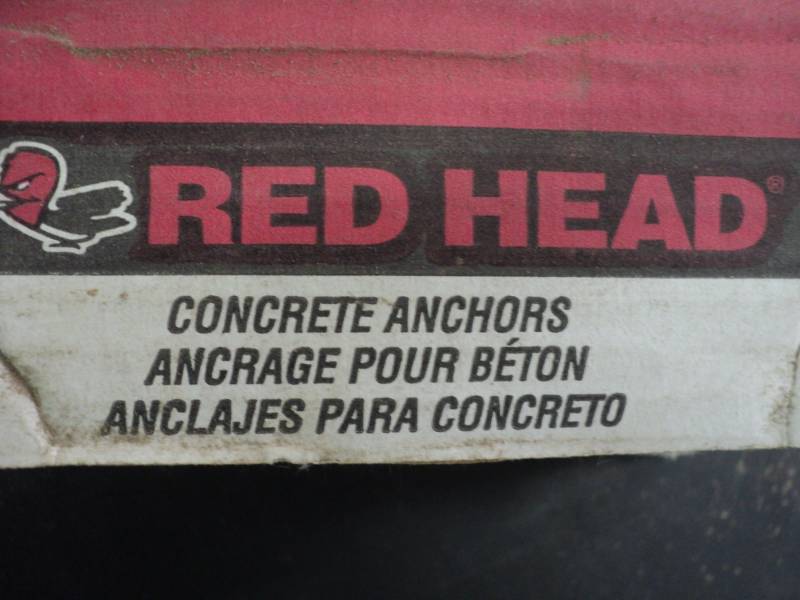 RED HEAD®
CONCRETE ANCHORS
ANCRAGE POUR BÉTON
ANCLAJES PARA CONCRETO